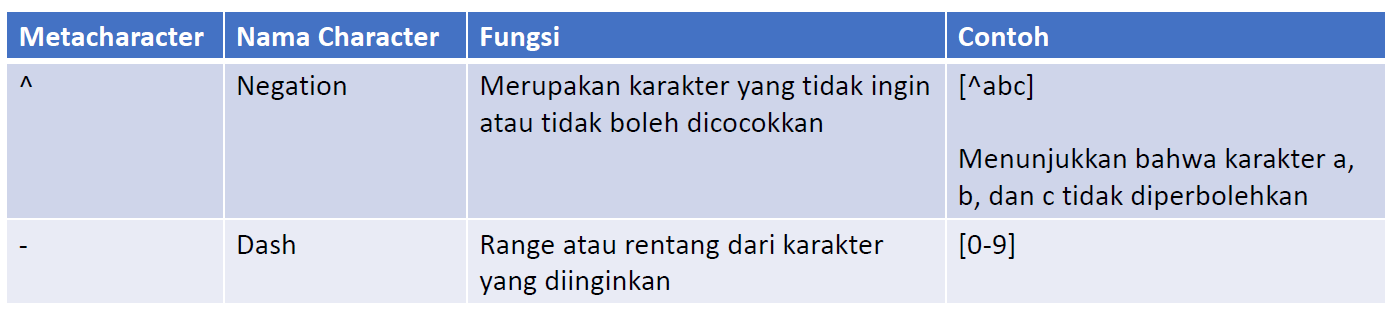 Metacharacter Nama Character Fungsi Contoh
^ Negation Merupakan karakter yang tidak ingin
atau tidak boleh dicocokkan
[^abc]
Menunjukkan bahwa karakter a,
b, dan c tidak diperbolehkan
- Dash Range atau rentang dari karakter
yang diinginkan
[0-9]